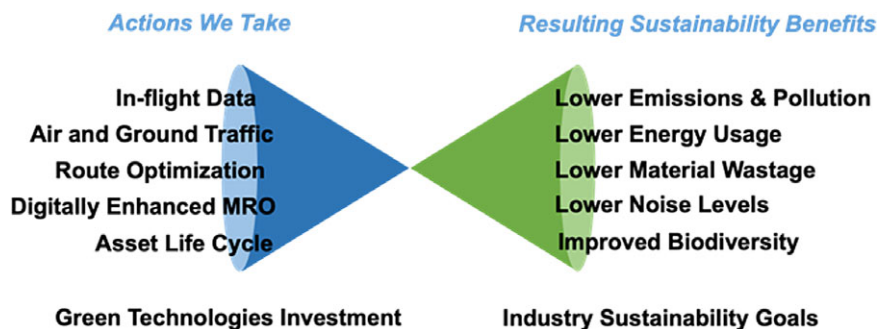 Actions We Take
Resulting Sustainability Benefits
In-flight Data
Air and Ground Traffic
Route Optimization
Digitally Enhanced MRO
Asset Life Cycle
Lower Emissions & Pollution
Lower Energy Usage
Lower Material Wastage
Lower Noise Levels
Improved Biodiversity
Green Technologies Investment
Industry Sustainability Goals